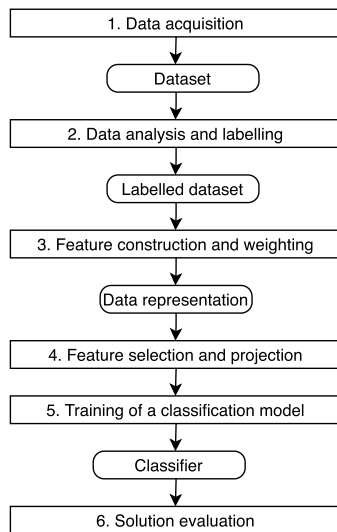 1. Data acquisition
Dataset
2. Data analysis and labelling
Labelled dataset
3. Feature construction and weighting
Data representation
4. Feature selection and projection
5. Training of a classification model
Classifier
6. Solution evaluation